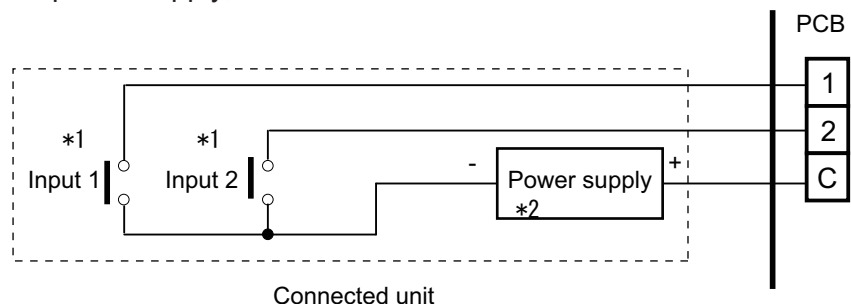 PCB
1
*1 *1
2
Input 1 Input 2 - Power supply +
*2
C
Connected unit